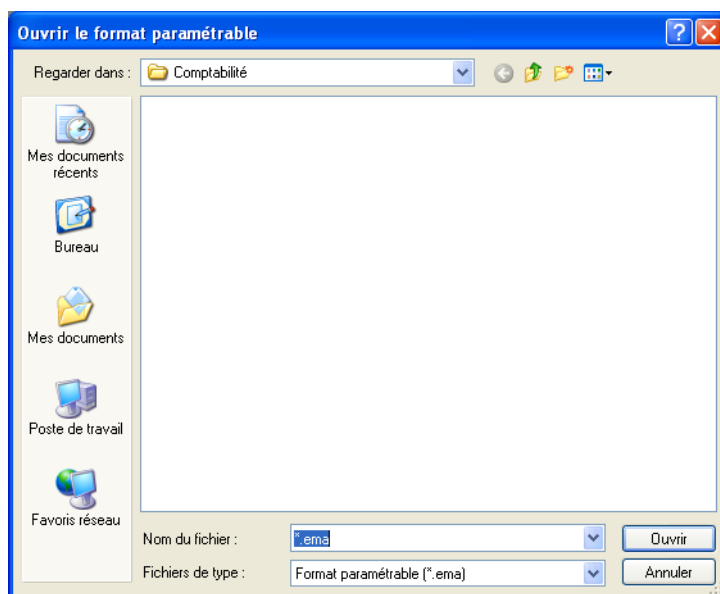 Ouvrir le format paramétrable
Regarder dans :
Comptabilité
Mes documents
récents
Bureau
Mes documents
Poste de travail
Favoris réseau
Nom du fichier :
*.ema
Ouvrir
Fichiers de type :
Format paramétrable (*.ema)
Annuler